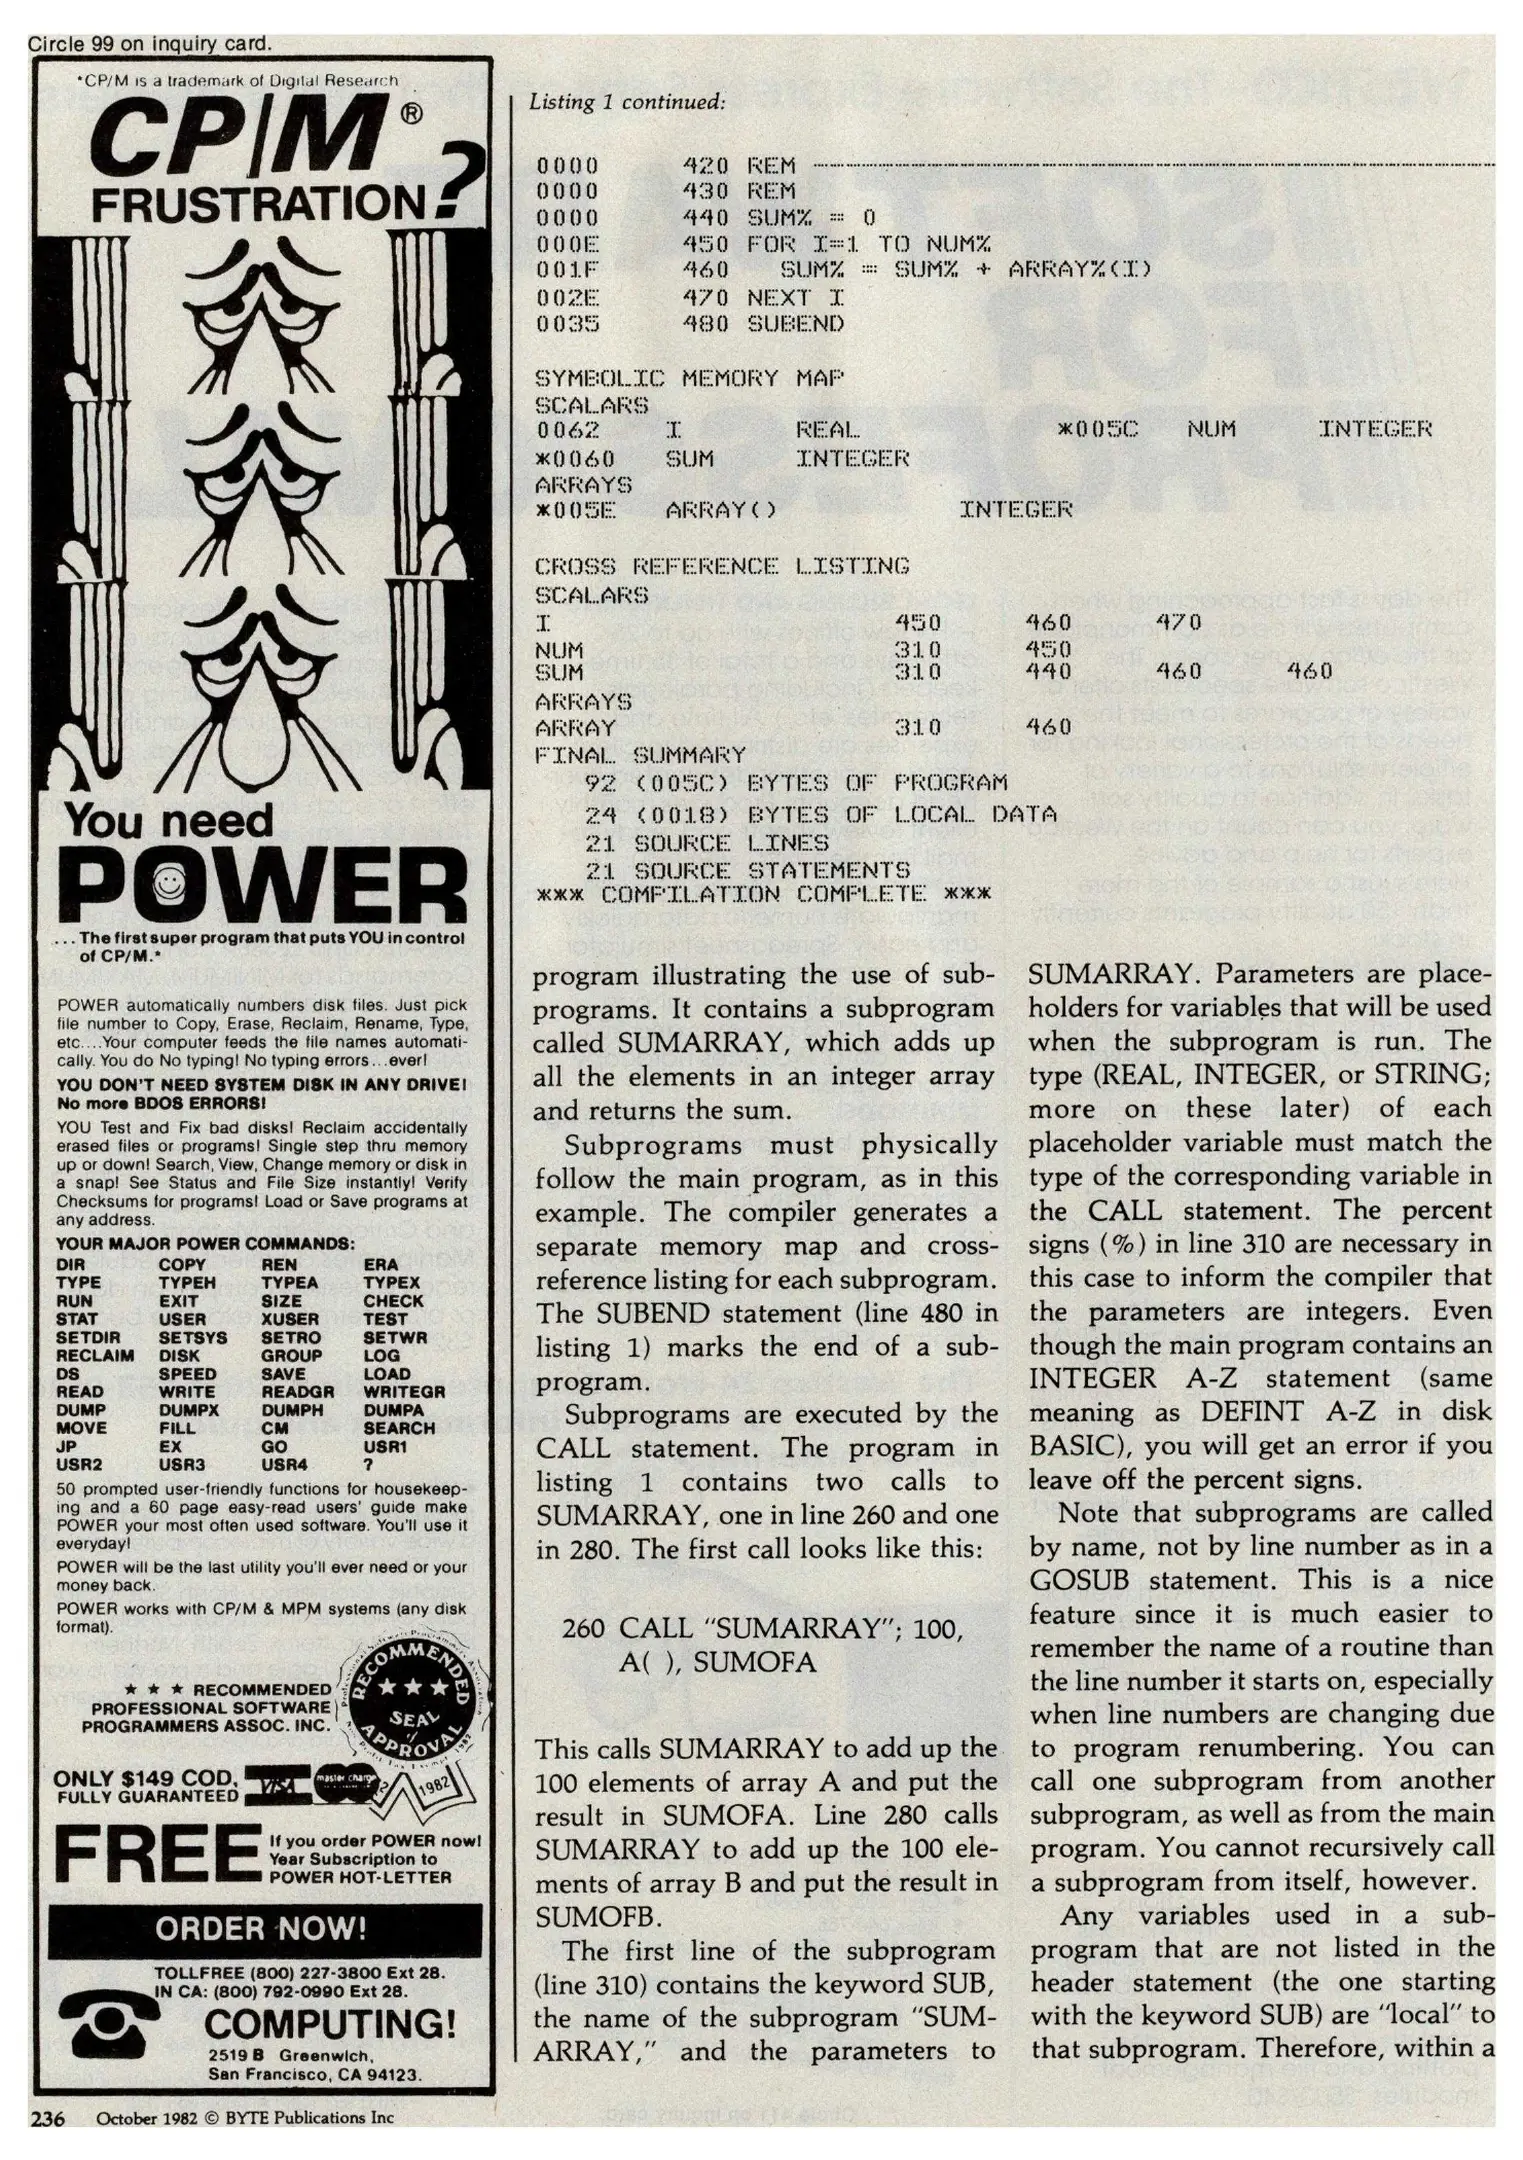 Circle 99 on inquiry card.
*CP/M is a trademark of Digital Research
CP/M®
FRUSTRATION?
You need
POWER
...The first super program that puts YOU in control
of CP/M.*
POWER automatically numbers disk files. Just pick
file number to Copy, Erase, Reclaim, Rename, Type,
etc....Your computer feeds the file names automati-
cally. You do No typing! No typing errors...ever!
YOU DON'T NEED SYSTEM DISK IN ANY DRIVE!
No more BDOS ERRORS!
YOU Test and Fix bad disks! Reclaim accidentally
erased files or programs! Single step thru memory
up or down! Search, View, Change memory or disk in
a snap! See Status and File Size instantly! Verify
Checksums for programs! Load or Save programs at
any address.
YOUR MAJOR POWER COMMANDS:
DIR COPY REN ERA
TYPE TYPEH TYPEA TYPEX
RUN EXIT SIZE CHECK
STAT USER XUSER TEST
SETDIR SETSYS SETRO SETWR
RECLAIM DISK GROUP LOG
DS SPEED SAVE LOAD
READ WRITE READGR WRITEGR
DUMP DUMPX DUMPH DUMPA
MOVE FILL CM SEARCH
JP EX GO USR1
USR2 USR3 USR4 ?
50 prompted user-friendly functions for housekeep-
ing and a 60 page easy-read users' guide make
POWER your most often used software. You'll use it
everyday!
POWER will be the last utility you'll ever need or your
money back.
POWER works with CP/M & MPM systems (any disk
format).
★ ★ ★ RECOMMENDED
PROFESSIONAL SOFTWARE
PROGRAMMERS ASSOC. INC.
RECOMMENDED
★★★
SEAL
of
APPROVAL
ONLY $149 COD,
FULLY GUARANTEED
VISA
master charge
1982
FREE
If you order POWER now!
Year Subscription to
POWER HOT-LETTER
ORDER NOW!
TOLLFREE (800) 227-3800 Ext 28.
IN CA: (800) 792-0990 Ext 28.
COMPUTING!
2519 B Greenwich,
San Francisco, CA 94123.
Listing 1 continued:
0000 420 REM ----------------------------------------
0000 430 REM
0000 440 SUM% = 0
000E 450 FOR I=1 TO NUM%
001F 460 SUM% = SUM% + ARRAY%(I)
002E 470 NEXT I
0035 480 SUBEND
SYMBOLIC MEMORY MAP
SCALARS
0062 I REAL *005C NUM INTEGER
*0060 SUM INTEGER
ARRAYS
*005E ARRAY() INTEGER
CROSS REFERENCE LISTING
SCALARS
I 450 460 470
NUM 310 450
SUM 310 440 460 460
ARRAYS
ARRAY 310 460
FINAL SUMMARY
92 (005C) BYTES OF PROGRAM
24 (0018) BYTES OF LOCAL DATA
21 SOURCE LINES
21 SOURCE STATEMENTS
*** COMPILATION COMPLETE ***
program illustrating the use of sub-
programs. It contains a subprogram
called SUMARRAY, which adds up
all the elements in an integer array
and returns the sum.
Subprograms must physically
follow the main program, as in this
example. The compiler generates a
separate memory map and cross-
reference listing for each subprogram.
The SUBEND statement (line 480 in
listing 1) marks the end of a sub-
program.
Subprograms are executed by the
CALL statement. The program in
listing 1 contains two calls to
SUMARRAY, one in line 260 and one
in 280. The first call looks like this:
260 CALL "SUMARRAY"; 100,
A( ), SUMOFA
This calls SUMARRAY to add up the
100 elements of array A and put the
result in SUMOFA. Line 280 calls
SUMARRAY to add up the 100 ele-
ments of array B and put the result in
SUMOFB.
The first line of the subprogram
(line 310) contains the keyword SUB,
the name of the subprogram "SUM-
ARRAY," and the parameters to
SUMARRAY. Parameters are place-
holders for variables that will be used
when the subprogram is run. The
type (REAL, INTEGER, or STRING;
more on these later) of each
placeholder variable must match the
type of the corresponding variable in
the CALL statement. The percent
signs (%) in line 310 are necessary in
this case to inform the compiler that
the parameters are integers. Even
though the main program contains an
INTEGER A-Z statement (same
meaning as DEFINT A-Z in disk
BASIC), you will get an error if you
leave off the percent signs.
Note that subprograms are called
by name, not by line number as in a
GOSUB statement. This is a nice
feature since it is much easier to
remember the name of a routine than
the line number it starts on, especially
when line numbers are changing due
to program renumbering. You can
call one subprogram from another
subprogram, as well as from the main
program. You cannot recursively call
a subprogram from itself, however.
Any variables used in a sub-
program that are not listed in the
header statement (the one starting
with the keyword SUB) are "local" to
that subprogram. Therefore, within a
236 October 1982 © BYTE Publications Inc